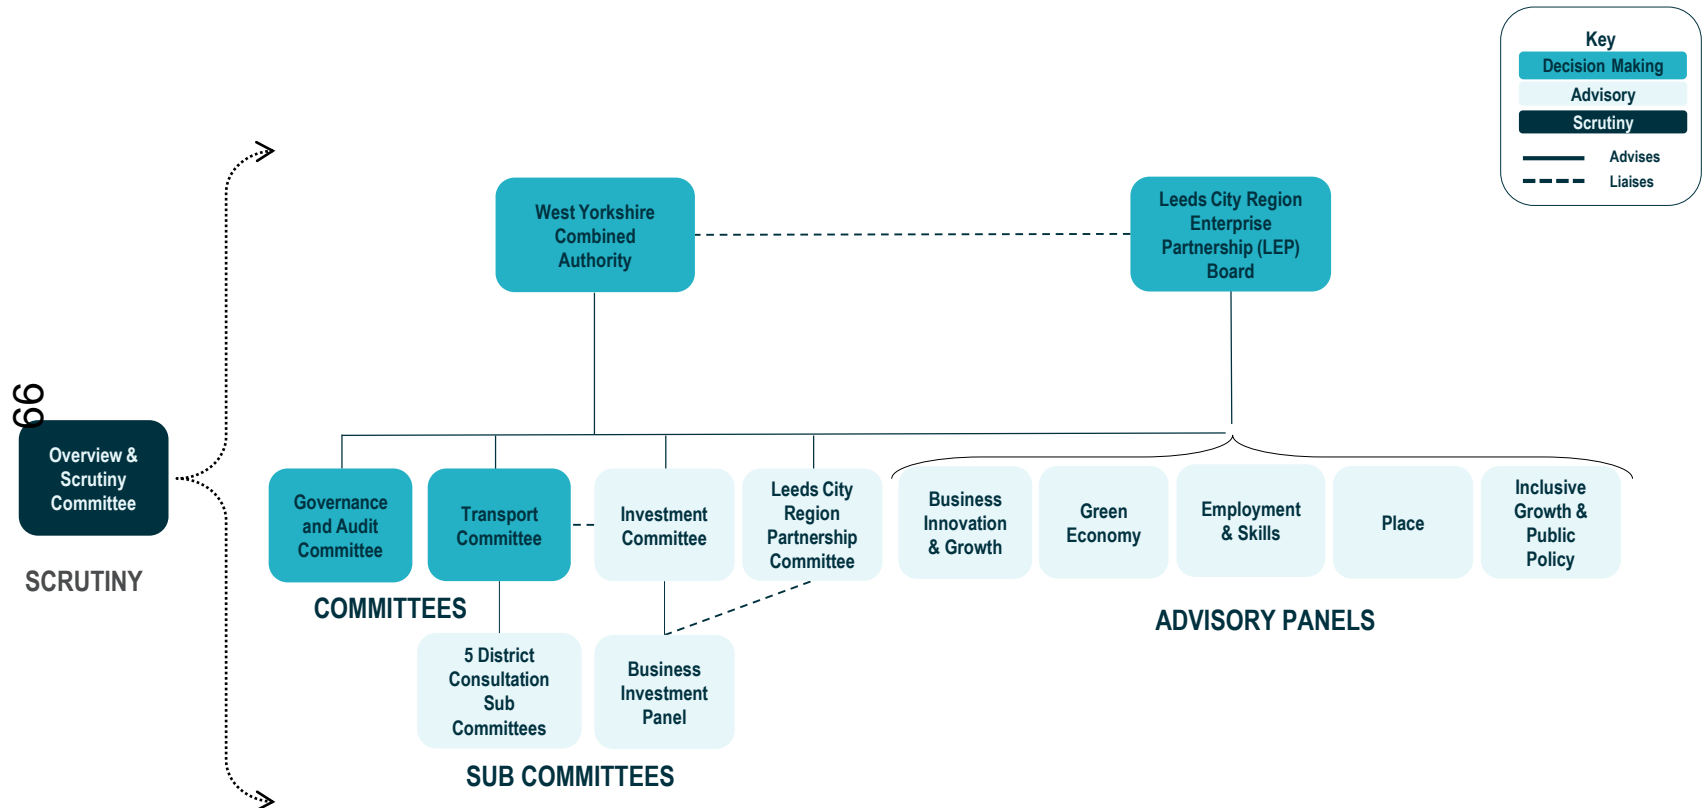 Key
Decision Making
Advisory
Scrutiny
Advises
Liaises
West Yorkshire
Combined
Authority
Leeds City Region
Enterprise
Partnership (LEP)
Board
66
Overview &
Scrutiny
Committee
SCRUTINY
Governance
and Audit
Committee
Transport
Committee
Investment
Committee
Leeds City
Region
Partnership
Committee
Business
Innovation
& Growth
Green
Economy
Employment
& Skills
Place
Inclusive
Growth &
Public
Policy
COMMITTEES
ADVISORY PANELS
5 District
Consultation
Sub
Committees
Business
Investment
Panel
SUB COMMITTEES